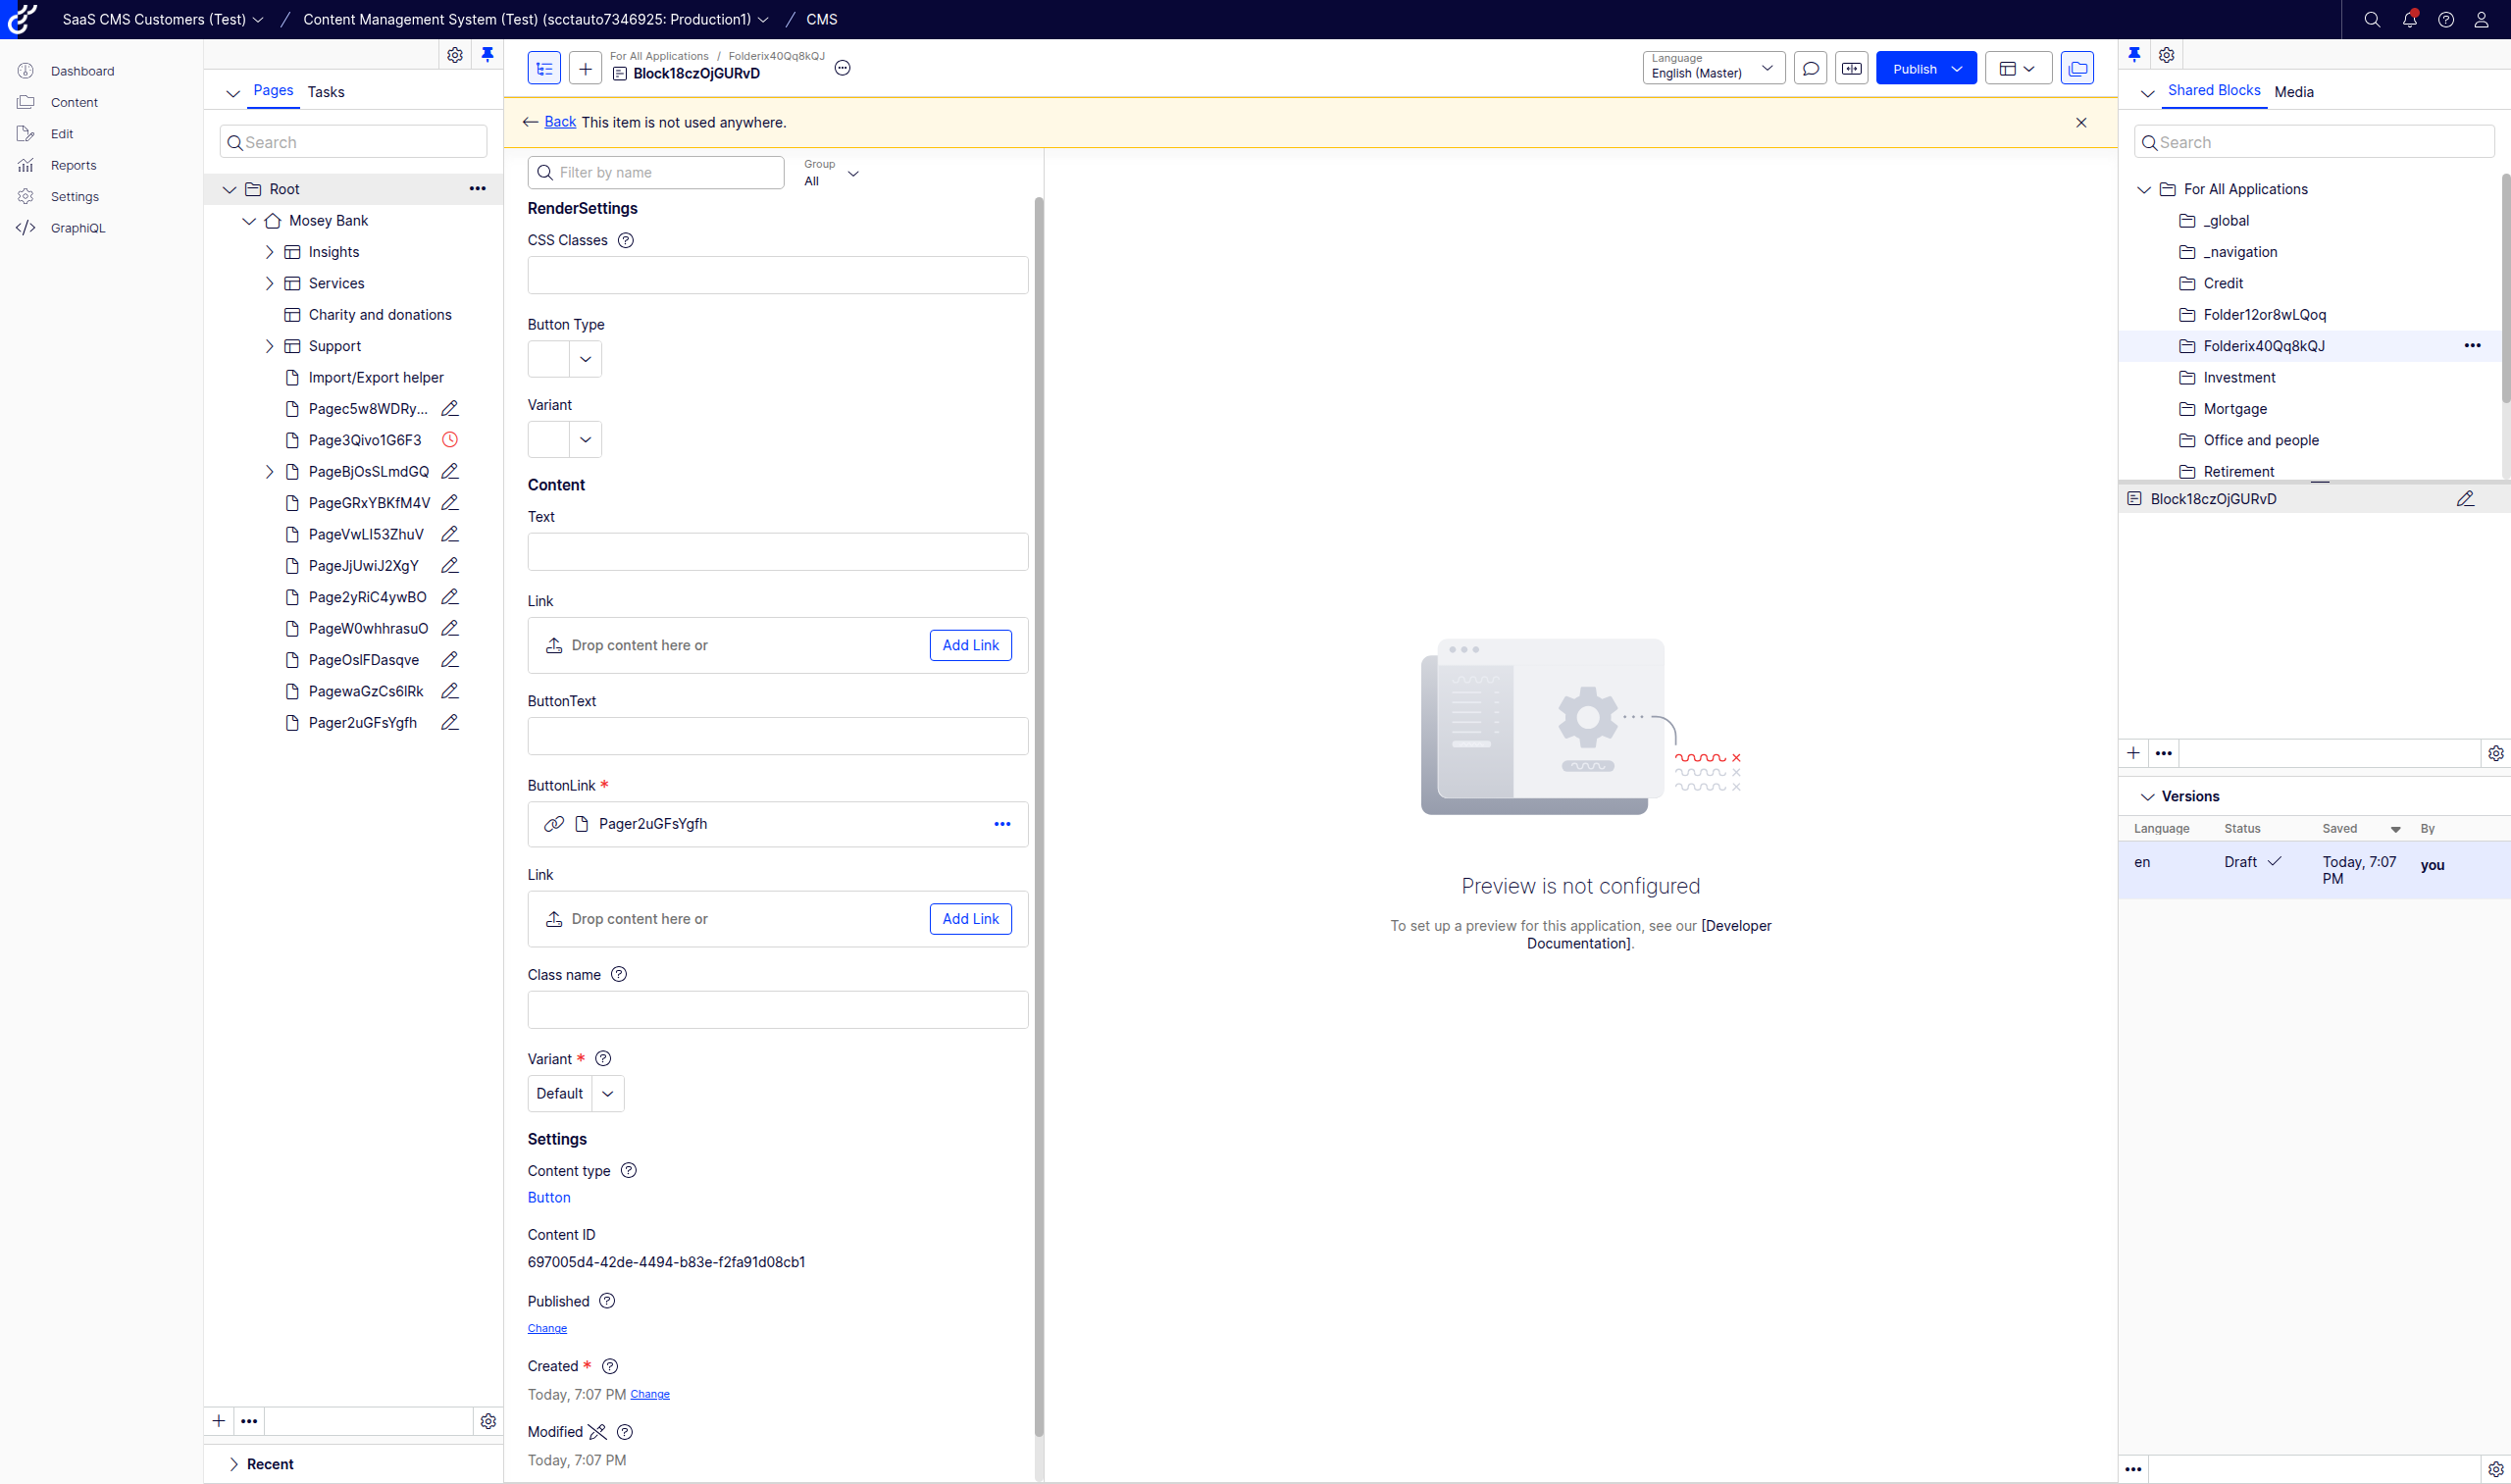 SaaS CMS Customers (Test) / Content Management System (Test) (scctauto7346925: Production1) / CMS
Dashboard
Content
Edit
Reports
Settings
GraphiQL
Pages Tasks
Search
Root
Mosey Bank
Insights
Services
Charity and donations
Support
Import/Export helper
Pagec5w8WDRy...
Page3Qivo1G6F3
PageBjOsSLmdGQ
PageGRxYBKfM4V
PageVwLI53ZhuV
PageJjUwiJ2XgY
Page2yRiC4ywBO
PageW0whhrasuO
PageOsIFDasqve
PagewaGzCs6IRk
Pager2uGFsYgfh
Recent
For All Applications / Folderix40Qq8kQJ
Block18czOjGURvD
Language
English (Master)
Publish
Back This item is not used anywhere.
Filter by name
Group
All
RenderSettings
CSS Classes
Button Type
Variant
Content
Text
Link
Drop content here or Add Link
ButtonText
ButtonLink *
Pager2uGFsYgfh
Link
Drop content here or Add Link
Class name
Variant *
Default
Settings
Content type
Button
Content ID
697005d4-42de-4494-b83e-f2fa91d08cb1
Published
Change
Created *
Today, 7:07 PM Change
Modified
Today, 7:07 PM
Preview is not configured
To set up a preview for this application, see our [Developer
Documentation].
Shared Blocks Media
Search
For All Applications
_global
_navigation
Credit
Folder12or8wLQoq
Folderix40Qq8kQJ
Investment
Mortgage
Office and people
Retirement
Block18czOjGURvD
Versions
Language Status Saved By
en Draft Today, 7:07 PM you